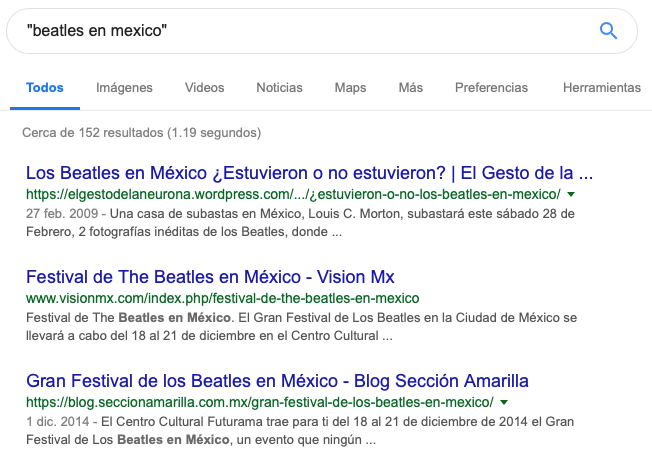 "beatles en mexico"
Todos Imágenes Videos Noticias Maps Más Preferencias Herramientas
Cerca de 152 resultados (1.19 segundos)
Los Beatles en México ¿Estuvieron o no estuvieron? | El Gesto de la ...
https://elgestodelaneurona.wordpress.com/.../¿estuvieron-o-no-los-beatles-en-mexico/
27 feb. 2009 - Una casa de subastas en México, Louis C. Morton, subastará este sábado 28 de
Febrero, 2 fotografías inéditas de los Beatles, donde ...
Festival de The Beatles en México - Vision Mx
www.visionmx.com/index.php/festival-de-the-beatles-en-mexico
Festival de The Beatles en México. El Gran Festival de Los Beatles en la Ciudad de México se
llevará a cabo del 18 al 21 de diciembre en el Centro Cultural ...
Gran Festival de los Beatles en México - Blog Sección Amarilla
https://blog.seccionamarilla.com.mx/gran-festival-de-los-beatles-en-mexico/
1 dic. 2014 - El Centro Cultural Futurama trae para ti del 18 al 21 de diciembre de 2014 el Gran
Festival de Los Beatles en México, un evento que ningún ...